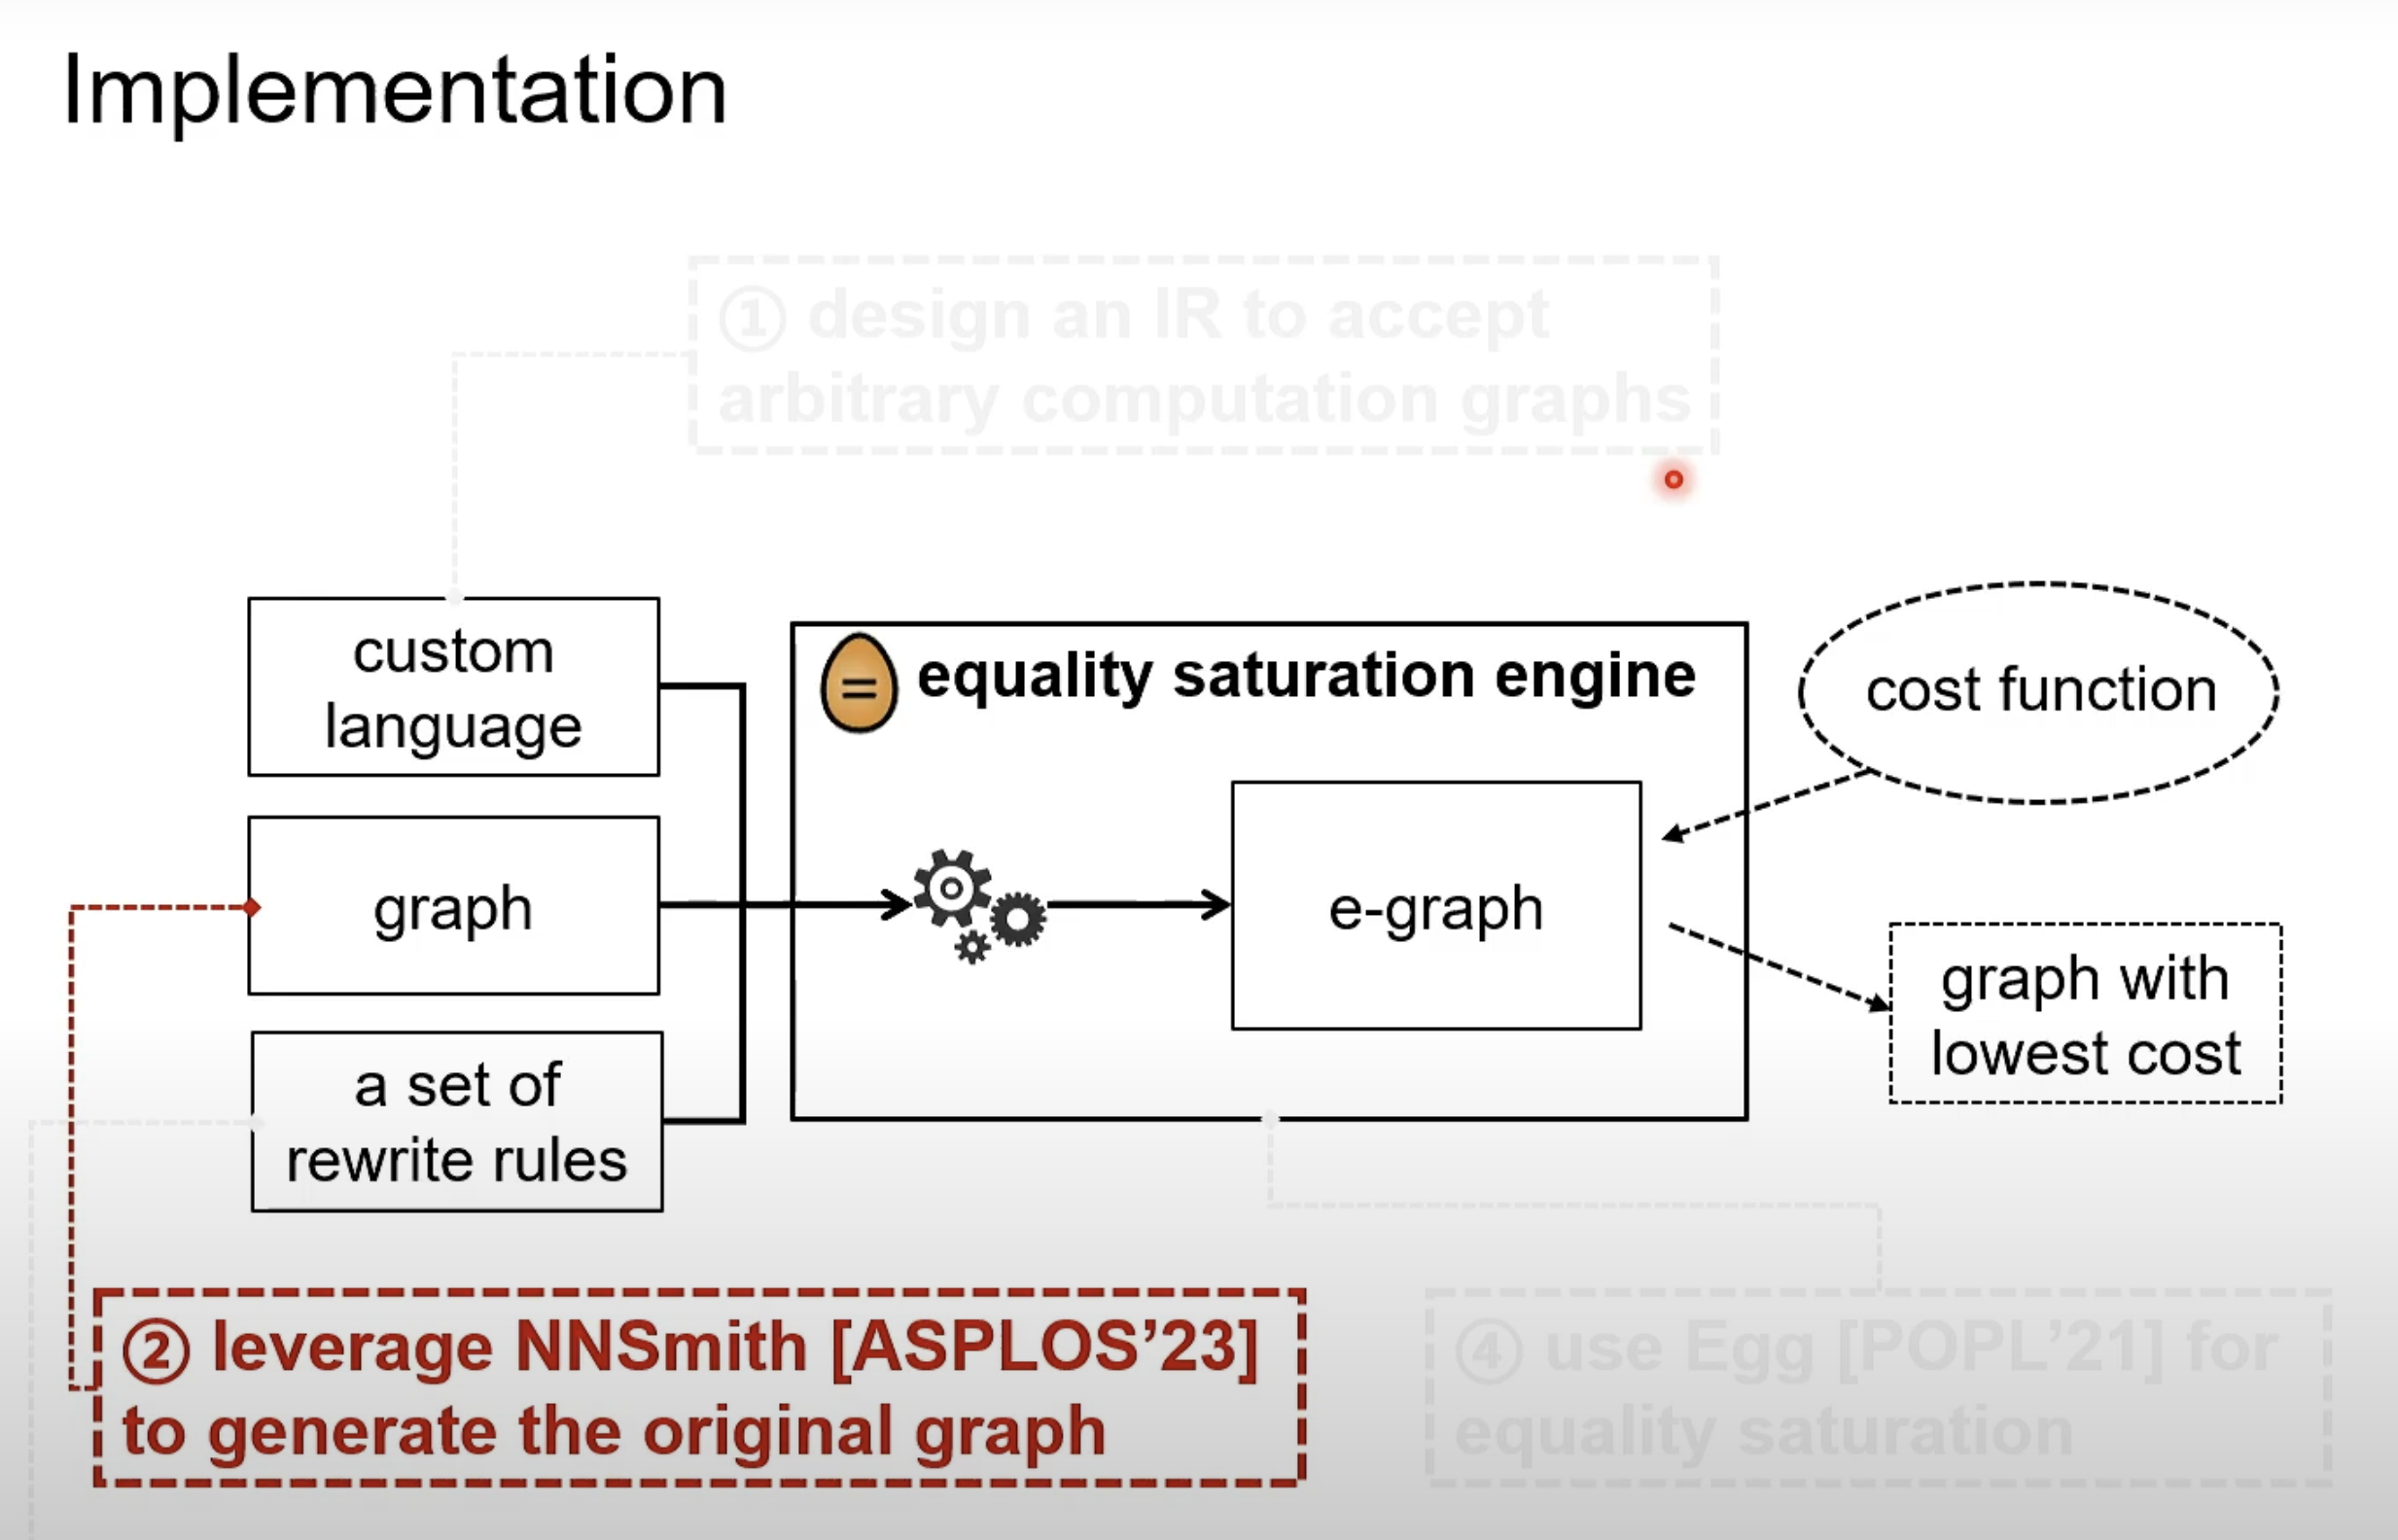 Implementation
① design an IR to accept
arbitrary computation graphs
custom
language
= equality saturation engine
cost function
graph
e-graph
graph with
lowest cost
a set of
rewrite rules
② leverage NNSmith [ASPLOS’23]
to generate the original graph
④ use Egg [POPL’21] for
equality saturation